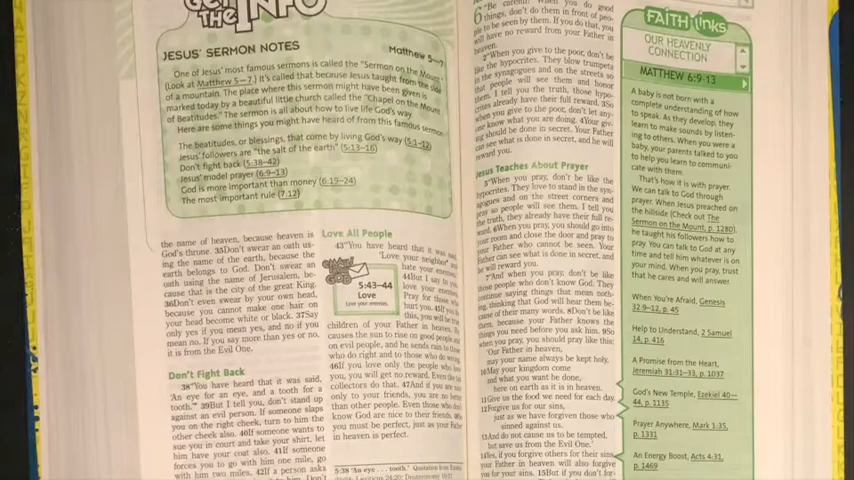 Get
the INFO
JESUS' SERMON NOTES
Matthew 5–7
One of Jesus' most famous sermons is called the "Sermon on the Mount."
(Look at Matthew 5—7.) It's called that because Jesus taught from the side
of a mountain. The place where this sermon might have been given is
marked today by a beautiful little church called the "Chapel on the Mount
of Beatitudes." The sermon is all about how to live life God's way.
Here are some things you might have heard of from this famous sermon
The beatitudes, or blessings, that come by living God's way (5:1–12)
Jesus' followers are "the salt of the earth" (5:13–16)
Don't fight back (5:38–42)
Jesus' model prayer (6:9–13)
God is more important than money (6:19–24)
The most important rule (7:12)
the name of heaven, because heaven is
God's throne. 35Don't swear an oath us-
ing the name of the earth, because the
earth belongs to God. Don't swear an
oath using the name of Jerusalem, be-
cause that is the city of the great King.
36Don't even swear by your own head,
because you cannot make one hair on
your head become white or black. 37Say
only yes if you mean yes, and no if you
mean no. If you say more than yes or no,
it is from the Evil One.
Don't Fight Back
38"You have heard that it was said,
'An eye for an eye, and a tooth for a
tooth.'" 39But I tell you, don't stand up
against an evil person. If someone slaps
you on the right cheek, turn to him the
other cheek also. 40If someone wants to
sue you in court and take your shirt, let
him have your coat also. 41If someone
forces you to go with him one mile, go
with him two miles. 42If a person asks
Love All People
43"You have heard that it was said,
'Love your neighbor
hate your enemies.
44But I say to you,
love your enemies.
Pray for those who
hurt you. 45If you
this, you will be true
5:43–44
Love
Love your enemies.
children of your Father in heaven.
causes the sun to rise on good people and
on evil people, and he sends rain to those
who do right and to those who do wrong.
46If you love only the people who love
you, you will get no reward. Even the tax
collectors do that. 47And if you are nice
only to your friends, you are no better
than other people. Even those who don't
know God are nice to their friends. 48So
you must be perfect, just as your Father
in heaven is perfect.
5:38 'An eye . . . tooth.' Quotation from Exodus
6"Be careful! When you do good
things, don't do them in front of peo-
ple to be seen by them. If you do that, you
will have no reward from your Father in
heaven.
2"When you give to the poor, don't be
like the hypocrites. They blow trumpets
in the synagogues and on the streets so
that people will see them and honor
them. I tell you the truth, those hypo-
crites already have their full reward. 3So
when you give to the poor, don't let any-
one know what you are doing. 4Your giv-
ing should be done in secret. Your Father
can see what is done in secret, and he will
reward you.
Jesus Teaches About Prayer
5"When you pray, don't be like the
hypocrites. They love to stand in the syn-
agogues and on the street corners and
pray so people will see them. I tell you
the truth, they already have their full re-
ward. 6When you pray, you should go into
your room and close the door and pray to
your Father who cannot be seen. Your
Father can see what is done in secret, and
he will reward you.
7"And when you pray, don't be like
those people who don't know God. They
continue saying things that mean noth-
ing, thinking that God will hear them be-
cause of their many words. 8Don't be like
them, because your Father knows the
things you need before you ask him. 9So
when you pray, you should pray like this:
'Our Father in heaven,
may your name always be kept holy.
10May your kingdom come
and what you want be done,
here on earth as it is in heaven.
11Give us the food we need for each day.
12Forgive us for our sins,
just as we have forgiven those who
sinned against us.
13And do not cause us to be tempted,
but save us from the Evil One.'
14Yes, if you forgive others for their sins,
your Father in heaven will also forgive
you for your sins. 15But if you don't for-
FAITH links
OUR HEAVENLY
CONNECTION
MATTHEW 6:9-13
A baby is not born with a
complete understanding of how
to speak. As they develop, they
learn to make sounds by listen-
ing to others. When you were a
baby, your parents talked to you
to help you learn to communi-
cate with them.
That's how it is with prayer.
We can talk to God through
prayer. When Jesus preached on
the hillside (Check out The
Sermon on the Mount, p. 1280),
he taught his followers how to
pray. You can talk to God at any
time and tell him whatever is on
your mind. When you pray, trust
that he cares and will answer.
When You're Afraid, Genesis
32:9–12, p. 45
Help to Understand, 2 Samuel
7:4, p. 416
A Promise from the Heart,
Jeremiah 31:31–33, p. 1037
God's New Temple, Ezekiel 40—
44, p. 1135
Prayer Anywhere, Mark 1:35,
p. 1331
An Energy Boost, Acts 4:31,
p. 1469